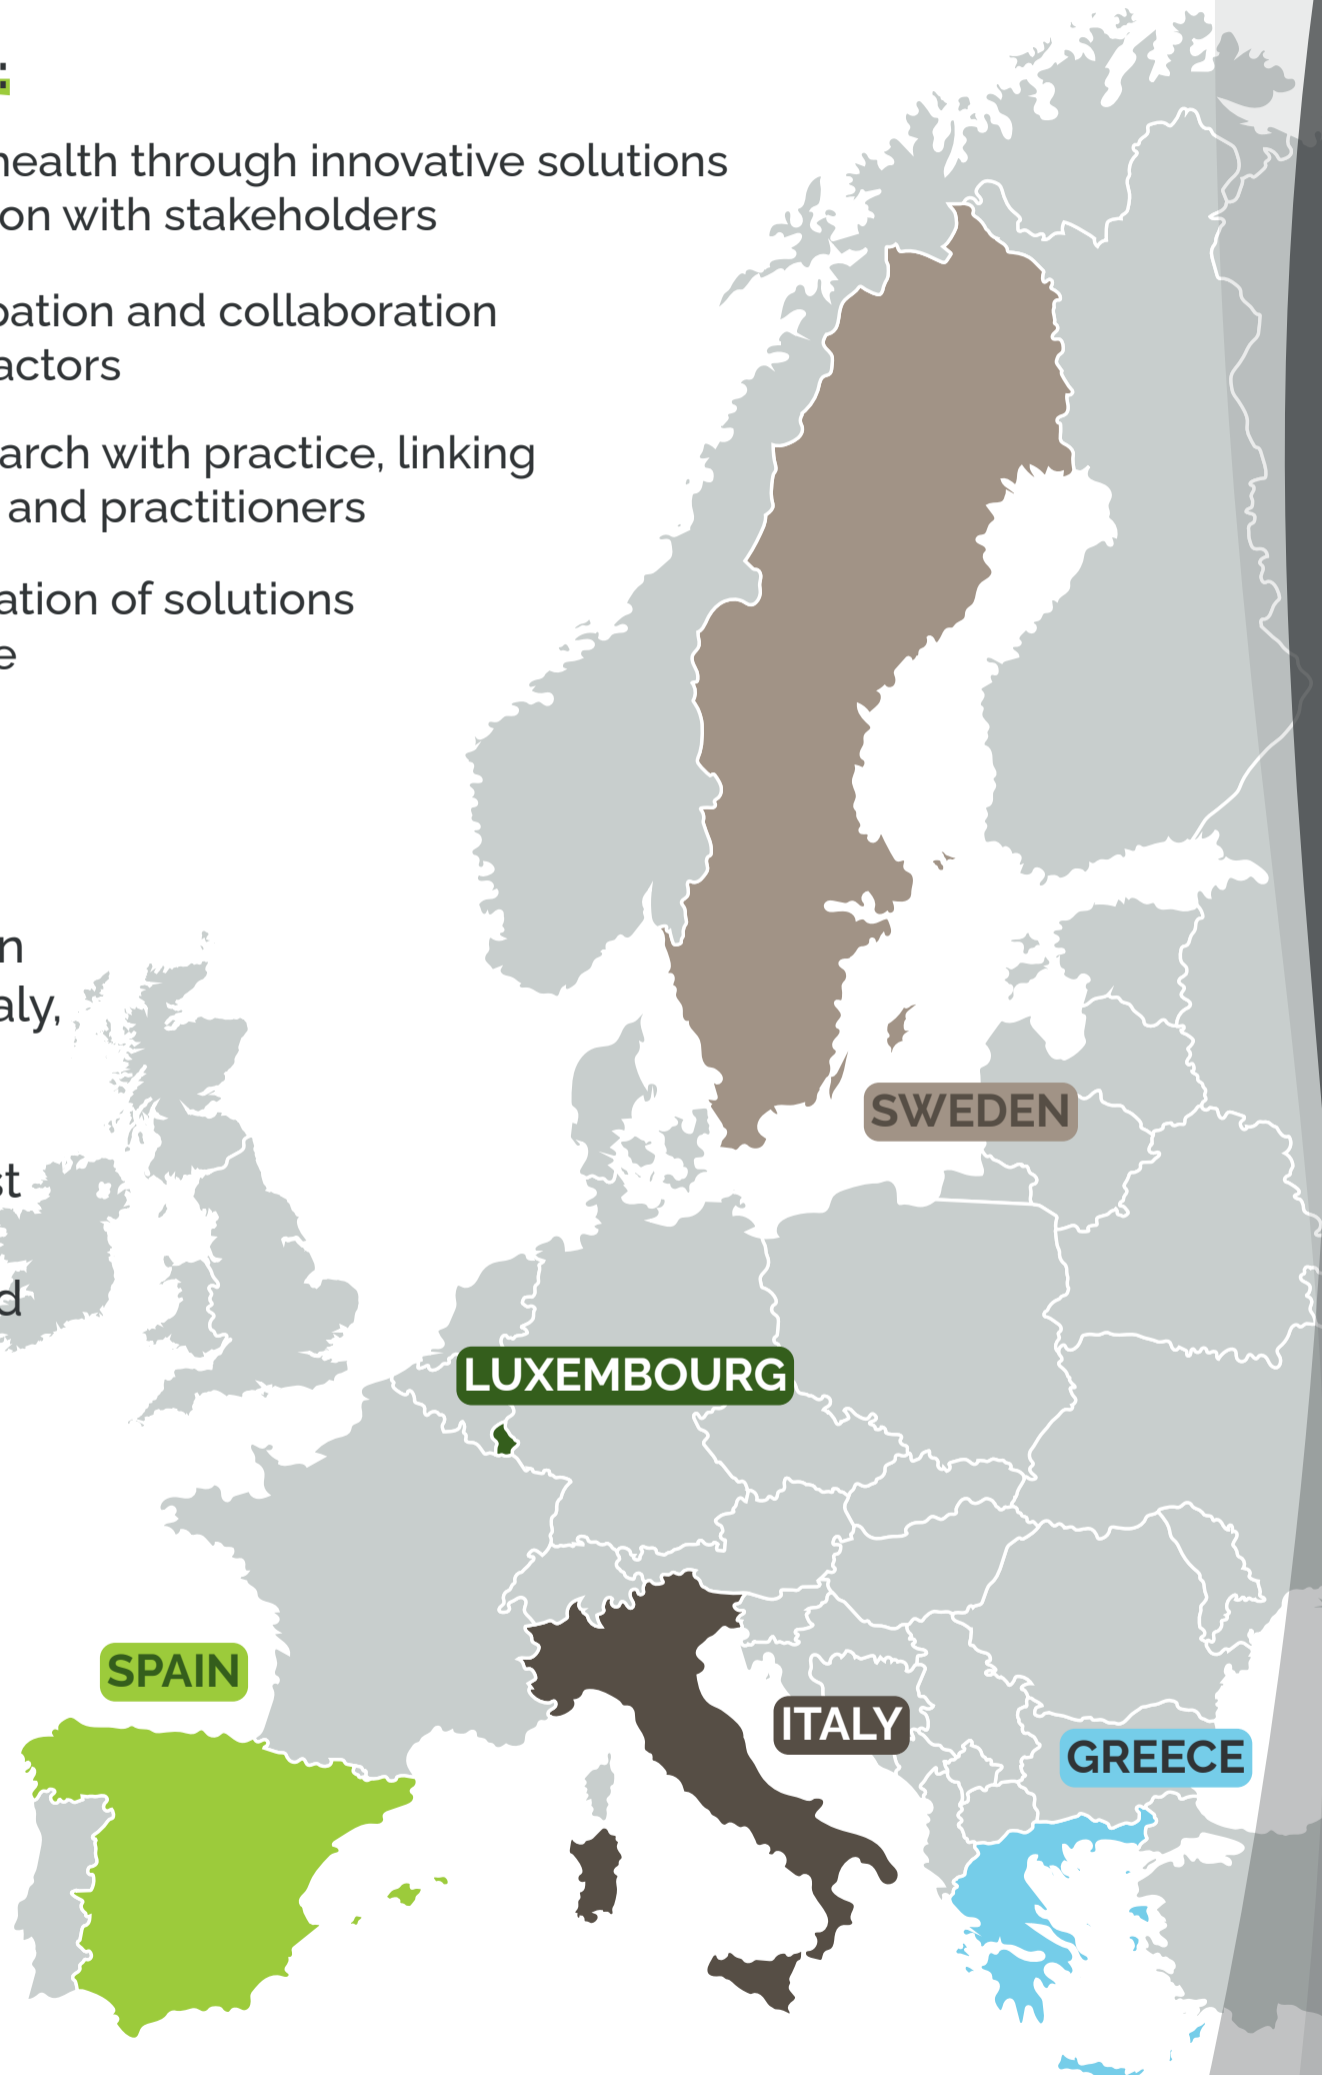 :
health through innovative solutions
on with stakeholders
pation and collaboration
actors
arch with practice, linking
and practitioners
ation of solutions
e
n
aly,
st
d
SWEDEN
LUXEMBOURG
SPAIN
ITALY
GREECE